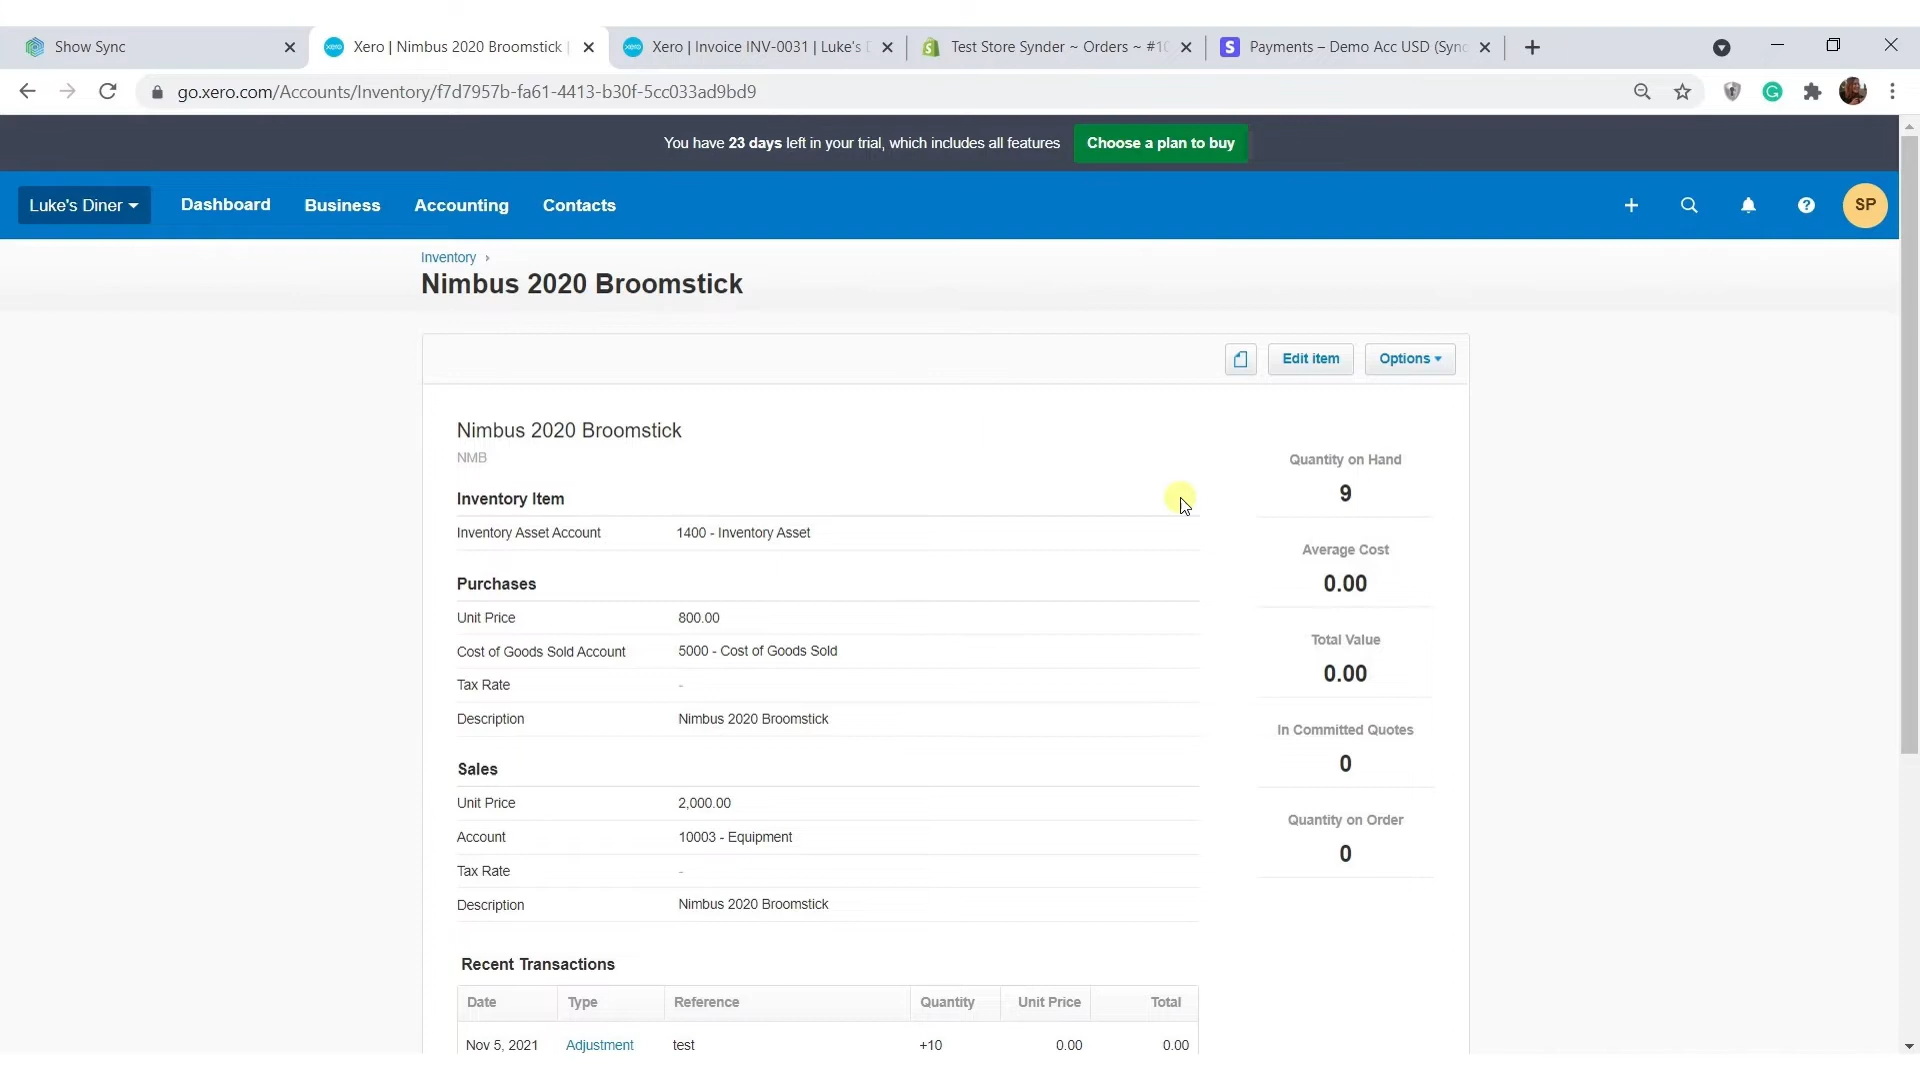 Show Sync
xero Xero | Nimbus 2020 Broomstick |
xero Xero | Invoice INV-0031 | Luke's
Test Store Synder ~ Orders ~ #10
S Payments – Demo Acc USD (Sync
go.xero.com/Accounts/Inventory/f7d7957b-fa61-4413-b30f-5cc033ad9bd9
You have 23 days left in your trial, which includes all features
Choose a plan to buy
Luke's Diner
Dashboard
Business
Accounting
Contacts
SP
Inventory ›
Nimbus 2020 Broomstick
Edit item
Options
Nimbus 2020 Broomstick
NMB
Inventory Item
Inventory Asset Account 1400 - Inventory Asset
Purchases
Unit Price 800.00
Cost of Goods Sold Account 5000 - Cost of Goods Sold
Tax Rate -
Description Nimbus 2020 Broomstick
Sales
Unit Price 2,000.00
Account 10003 - Equipment
Tax Rate -
Description Nimbus 2020 Broomstick
Quantity on Hand
9
Average Cost
0.00
Total Value
0.00
In Committed Quotes
0
Quantity on Order
0
Recent Transactions
Date Type Reference Quantity Unit Price Total
Nov 5, 2021 Adjustment test +10 0.00 0.00